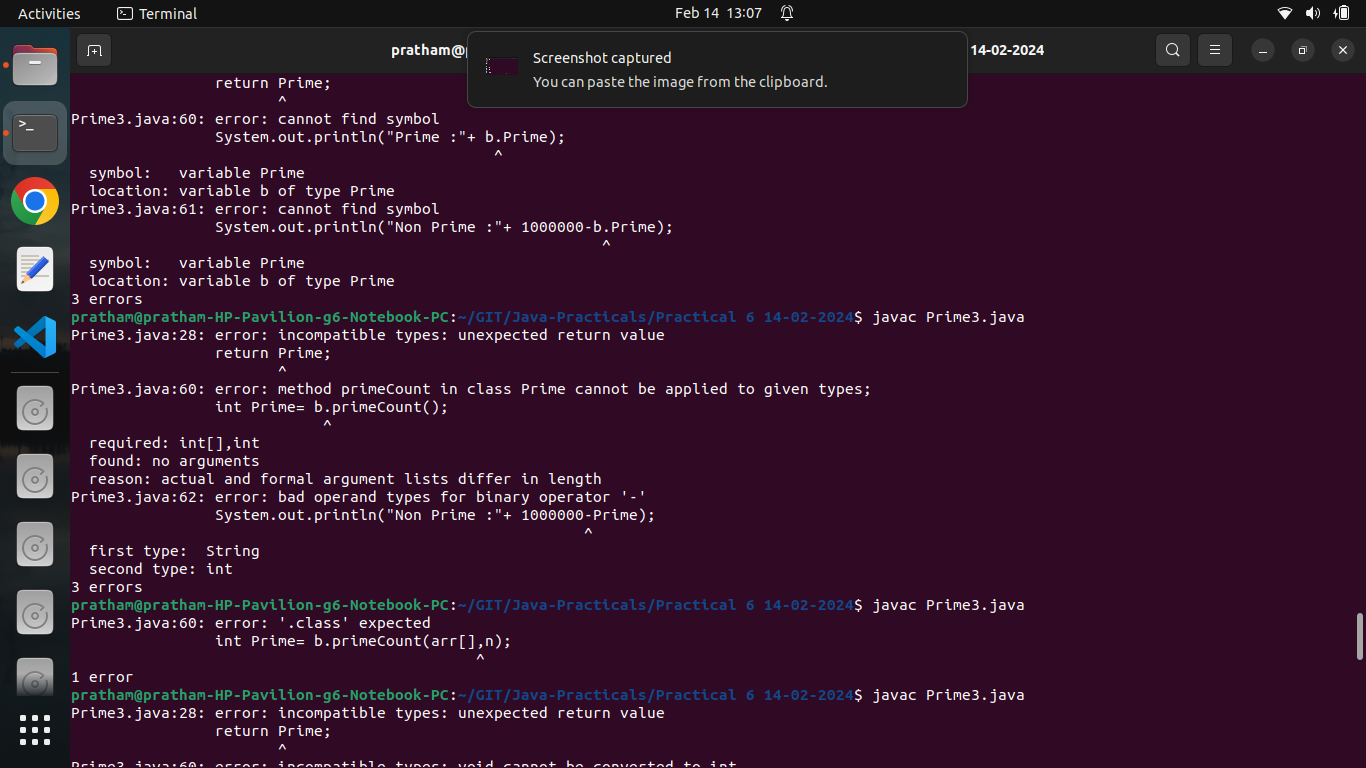 Activities
Terminal
Feb 14 13:07
pratham@
14-02-2024
Screenshot captured
You can paste the image from the clipboard.
return Prime;
^
Prime3.java:60: error: cannot find symbol
System.out.println("Prime :"+ b.Prime);
^
symbol:   variable Prime
location: variable b of type Prime
Prime3.java:61: error: cannot find symbol
System.out.println("Non Prime :"+ 1000000-b.Prime);
^
symbol:   variable Prime
location: variable b of type Prime
3 errors
pratham@pratham-HP-Pavilion-g6-Notebook-PC:~/GIT/Java-Practicals/Practical 6 14-02-2024$ javac Prime3.java
Prime3.java:28: error: incompatible types: unexpected return value
return Prime;
^
Prime3.java:60: error: method primeCount in class Prime cannot be applied to given types;
int Prime= b.primeCount();
^
required: int[],int
found: no arguments
reason: actual and formal argument lists differ in length
Prime3.java:62: error: bad operand types for binary operator '-'
System.out.println("Non Prime :"+ 1000000-Prime);
^
first type:  String
second type: int
3 errors
pratham@pratham-HP-Pavilion-g6-Notebook-PC:~/GIT/Java-Practicals/Practical 6 14-02-2024$ javac Prime3.java
Prime3.java:60: error: '.class' expected
int Prime= b.primeCount(arr[],n);
^
1 error
pratham@pratham-HP-Pavilion-g6-Notebook-PC:~/GIT/Java-Practicals/Practical 6 14-02-2024$ javac Prime3.java
Prime3.java:28: error: incompatible types: unexpected return value
return Prime;
^
Prime3.java:60: error: incompatible types: void cannot be converted to int